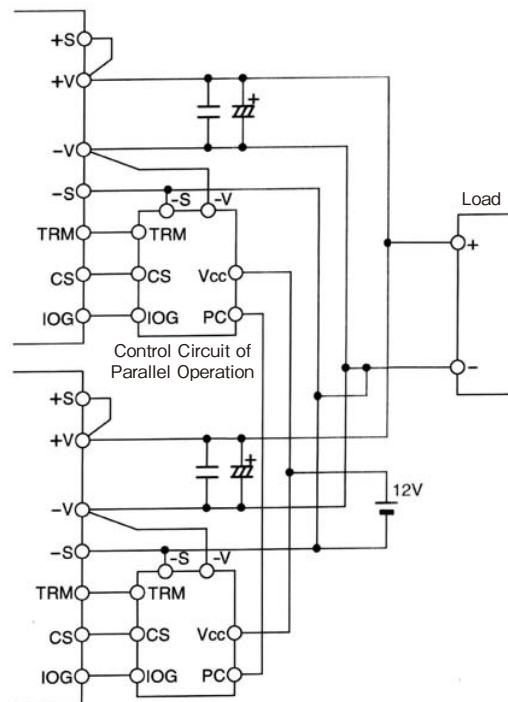 +S
+V
+
-V
-S
-S
-V
Load
TRM
TRM
+
CS
CS
Vcc
IOG
IOG
PC
Control Circuit of
Parallel Operation
-
+S
+V
+
12V
-V
-S
-S
-V
TRM
TRM
CS
CS
Vcc
IOG
IOG
PC